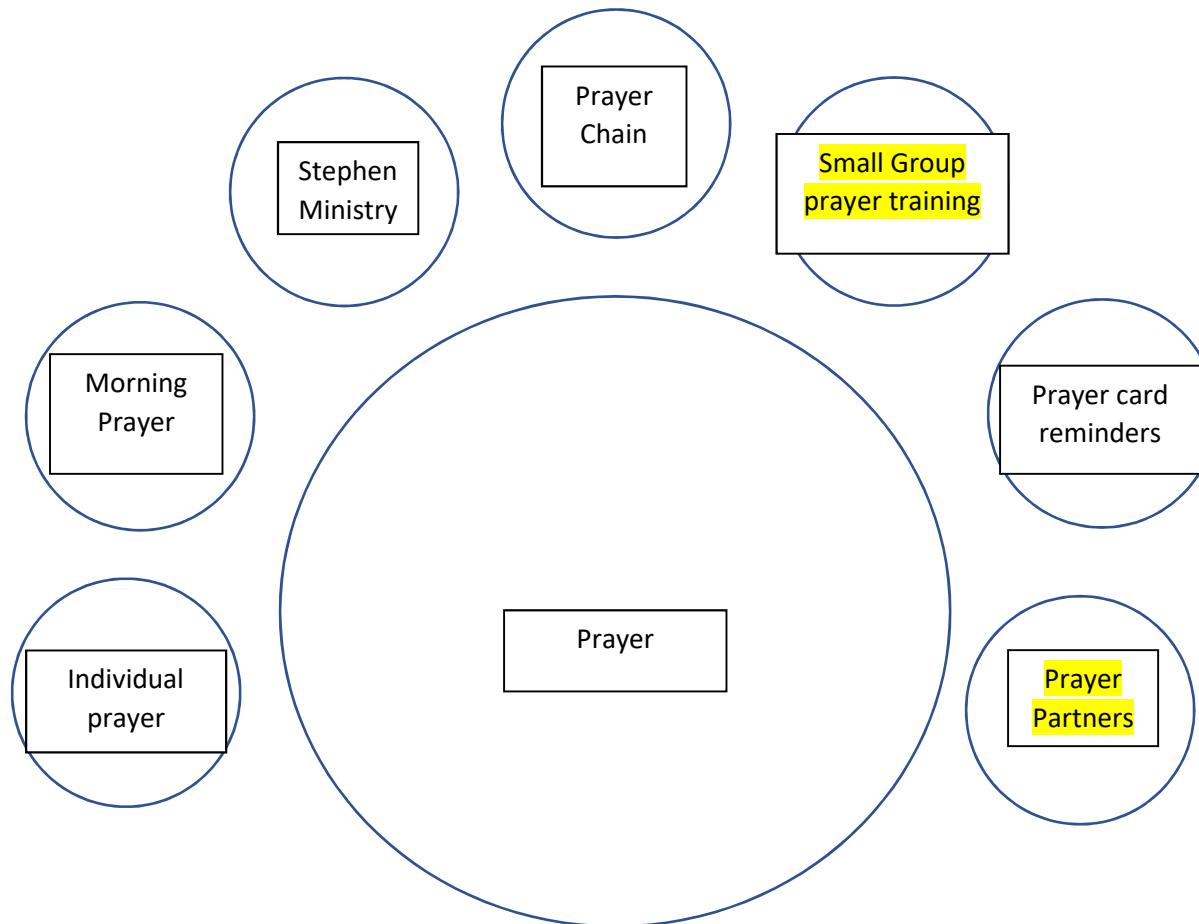 Prayer
Chain
Small Group
prayer training
Stephen
Ministry
Morning
Prayer
Prayer card
reminders
Prayer
Individual
prayer
Prayer
Partners